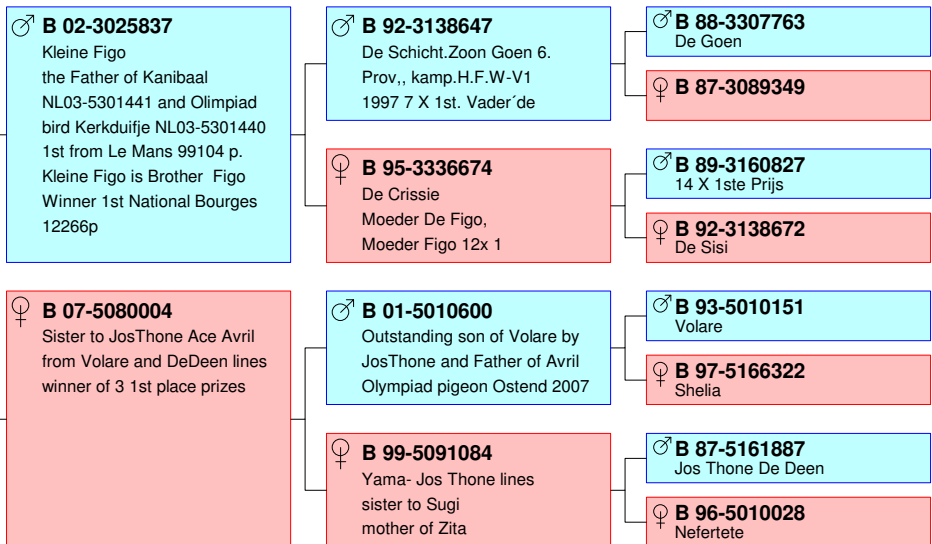 B 02-3025837
Kleine Figo
the Father of Kanibaal
NL03-5301441 and Olimpiad
bird Kerkduifje NL03-5301440
1st from Le Mans 99104 p.
Kleine Figo is Brother  Figo
Winner 1st National Bourges
12266p
B 92-3138647
De Schicht.Zoon Goen 6.
Prov,, kamp.H.F.W-V1
1997 7 X 1st. Vader´de
B 88-3307763
De Goen
B 87-3089349
B 95-3336674
De Crissie
Moeder De Figo,
Moeder Figo 12x 1
B 89-3160827
14 X 1ste Prijs
B 92-3138672
De Sisi
B 07-5080004
Sister to JosThone Ace Avril
from Volare and DeDeen lines
winner of 3 1st place prizes
B 01-5010600
Outstanding son of Volare by
JosThone and Father of Avril
Olympiad pigeon Ostend 2007
B 93-5010151
Volare
B 97-5166322
Shelia
B 99-5091084
Yama- Jos Thone lines
sister to Sugi
mother of Zita
B 87-5161887
Jos Thone De Deen
B 96-5010028
Nefertete